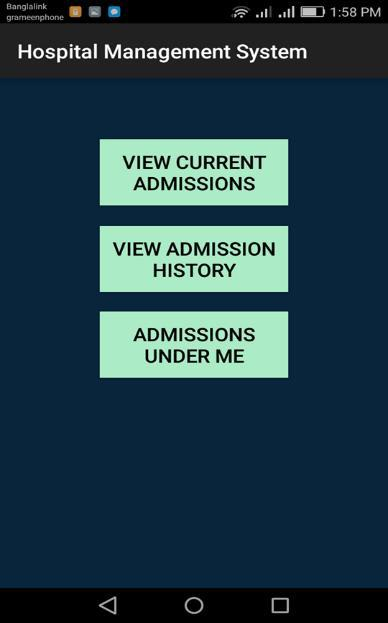 Banglalink
grameenphone
1:58 PM
Hospital Management System
VIEW CURRENT
ADMISSIONS
VIEW ADMISSION
HISTORY
ADMISSIONS
UNDER ME